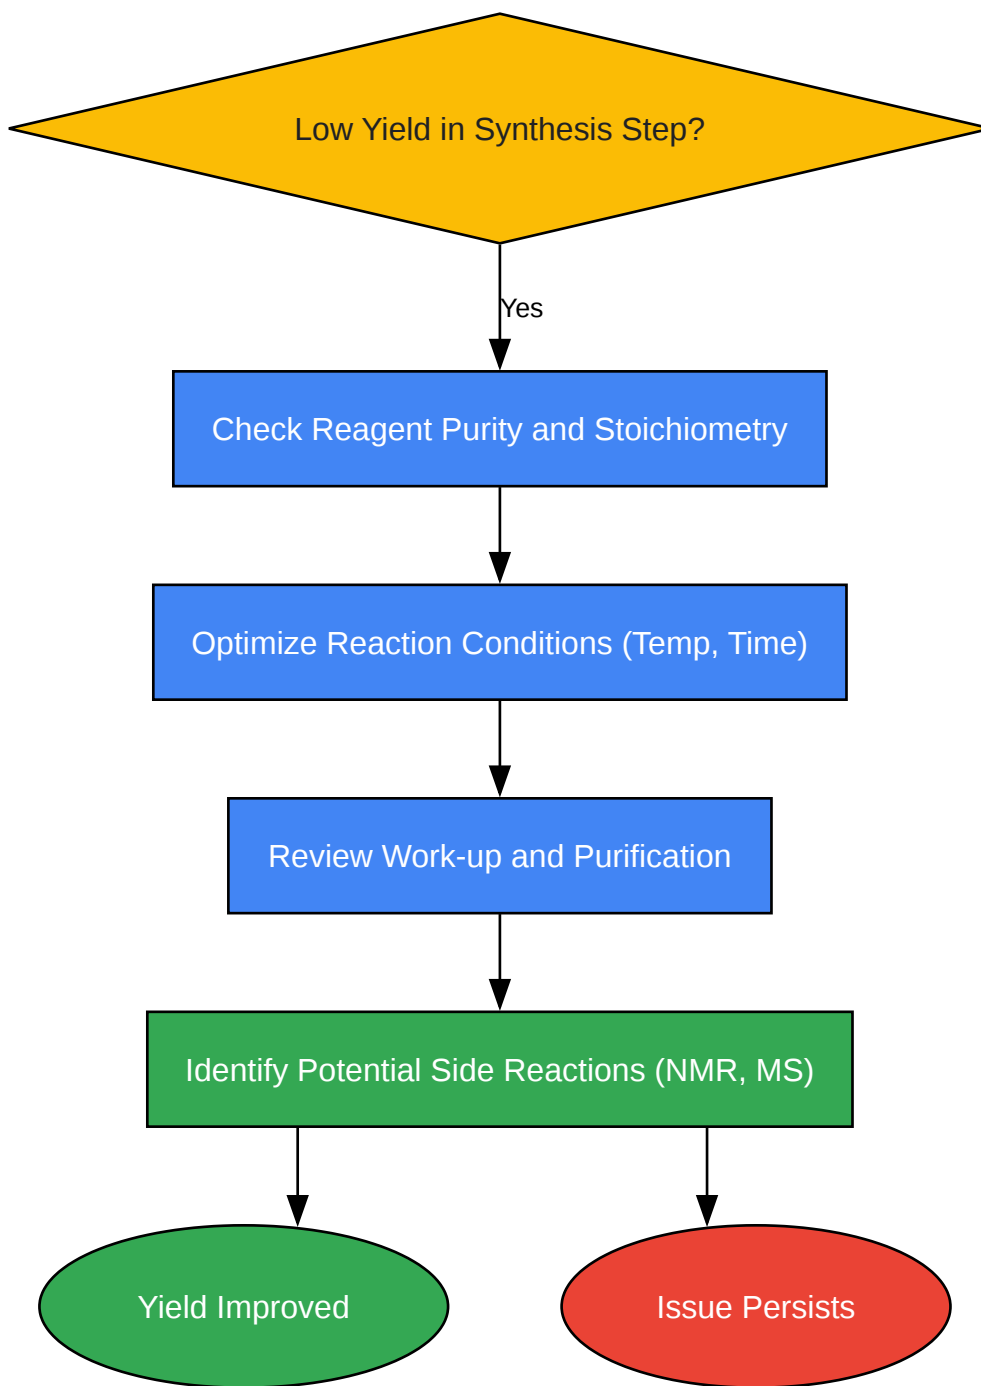 Low Yield in Synthesis Step?
Yes
Check Reagent Purity and Stoichiometry
Optimize Reaction Conditions (Temp, Time)
Review Work-up and Purification
Identify Potential Side Reactions (NMR, MS)
Yield Improved
Issue Persists